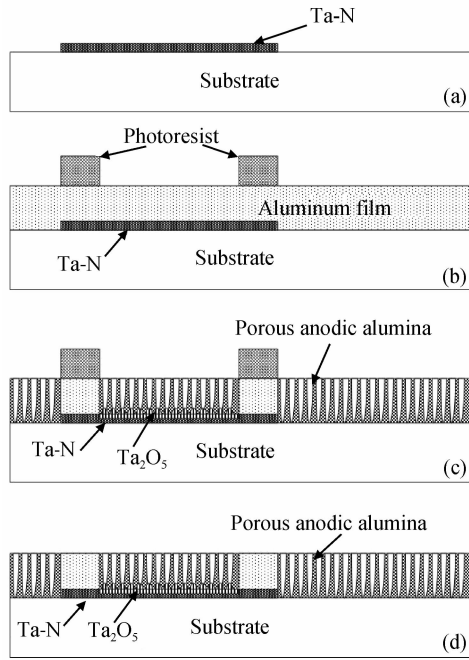 Ta-N
Substrate
(a)
Photoresist
Aluminum film
Ta-N
Substrate
(b)
Porous anodic alumina
Ta-N
Ta₂O₅
Substrate
(c)
Porous anodic alumina
Ta-N
Ta₂O₅
Substrate
(d)